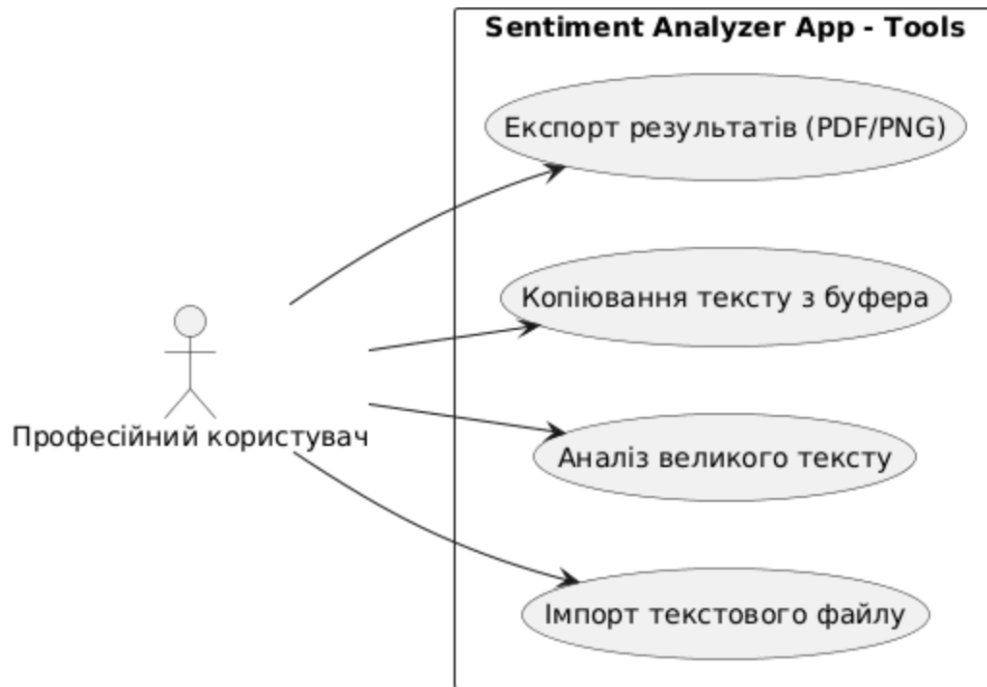 Sentiment Analyzer App - Tools
Експорт результатів (PDF/PNG)
Копіювання тексту з буфера
Професійний користувач
Аналіз великого тексту
Імпорт текстового файлу